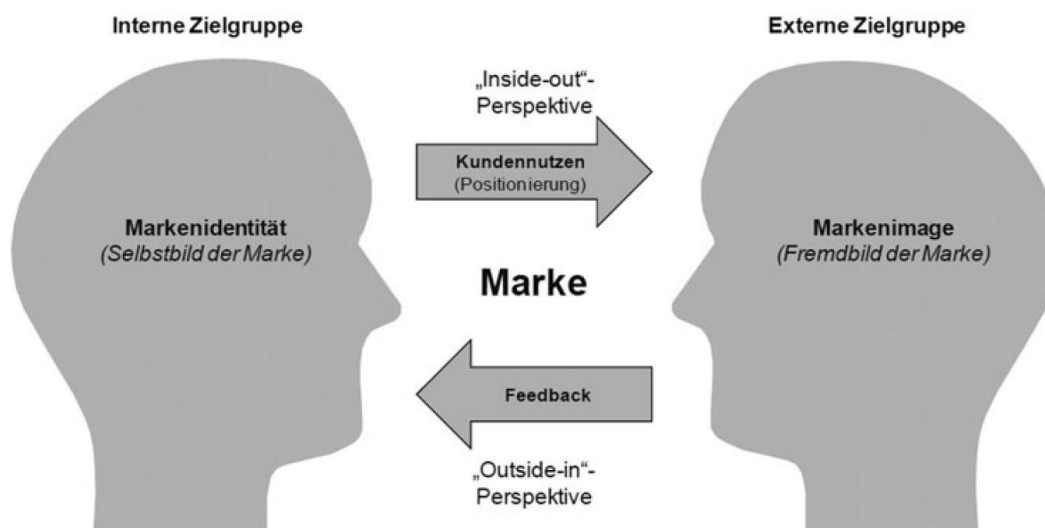 Interne Zielgruppe
Externe Zielgruppe
„Inside-out“-
Perspektive
Kundennutzen
(Positionierung)
Markenidentität
(Selbstbild der Marke)
Markenimage
(Fremdbild der Marke)
Marke
Feedback
„Outside-in“-
Perspektive